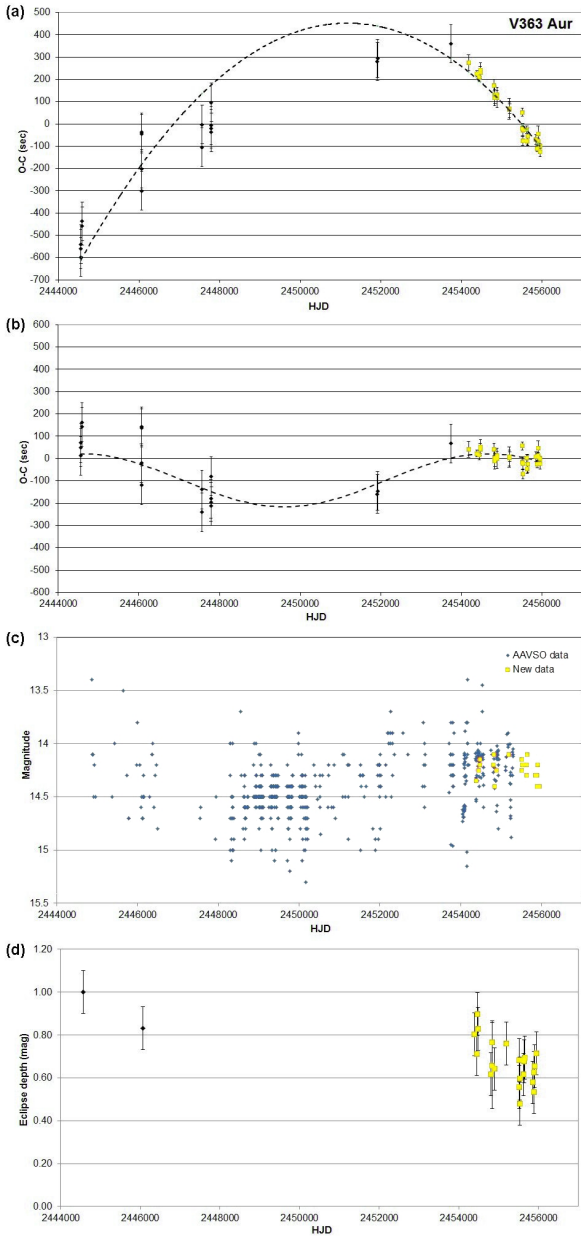 (a)
V363 Aur
500
400
300
200
100
0
-100
-200
-300
-400
-500
-600
-700
O-C (sec)
2444000 2446000 2448000 2450000 2452000 2454000 2456000
HJD
(b)
600
500
400
300
200
100
0
-100
-200
-300
-400
-500
-600
O-C (sec)
2444000 2446000 2448000 2450000 2452000 2454000 2456000
HJD
(c)
13
13.5
14
14.5
15
15.5
Magnitude
AAVSO data
New data
2444000 2446000 2448000 2450000 2452000 2454000 2456000
HJD
(d)
1.20
1.00
0.80
0.60
0.40
0.20
0.00
Eclipse depth (mag)
2444000 2446000 2448000 2450000 2452000 2454000 2456000
HJD